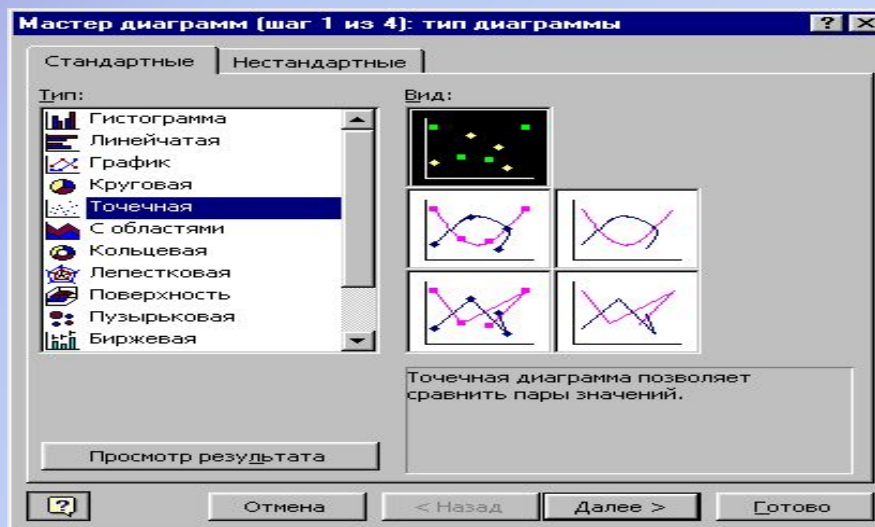 Мастер диаграмм (шаг 1 из 4): тип диаграммы
Стандартные
Нестандартные
Тип:
Гистограмма
Линейчатая
График
Круговая
Точечная
С областями
Кольцевая
Лепестковая
Поверхность
Пузырьковая
Биржевая
Вид:
Точечная диаграмма позволяет
сравнить пары значений.
Просмотр результата
Отмена
< Назад
Далее >
Готово